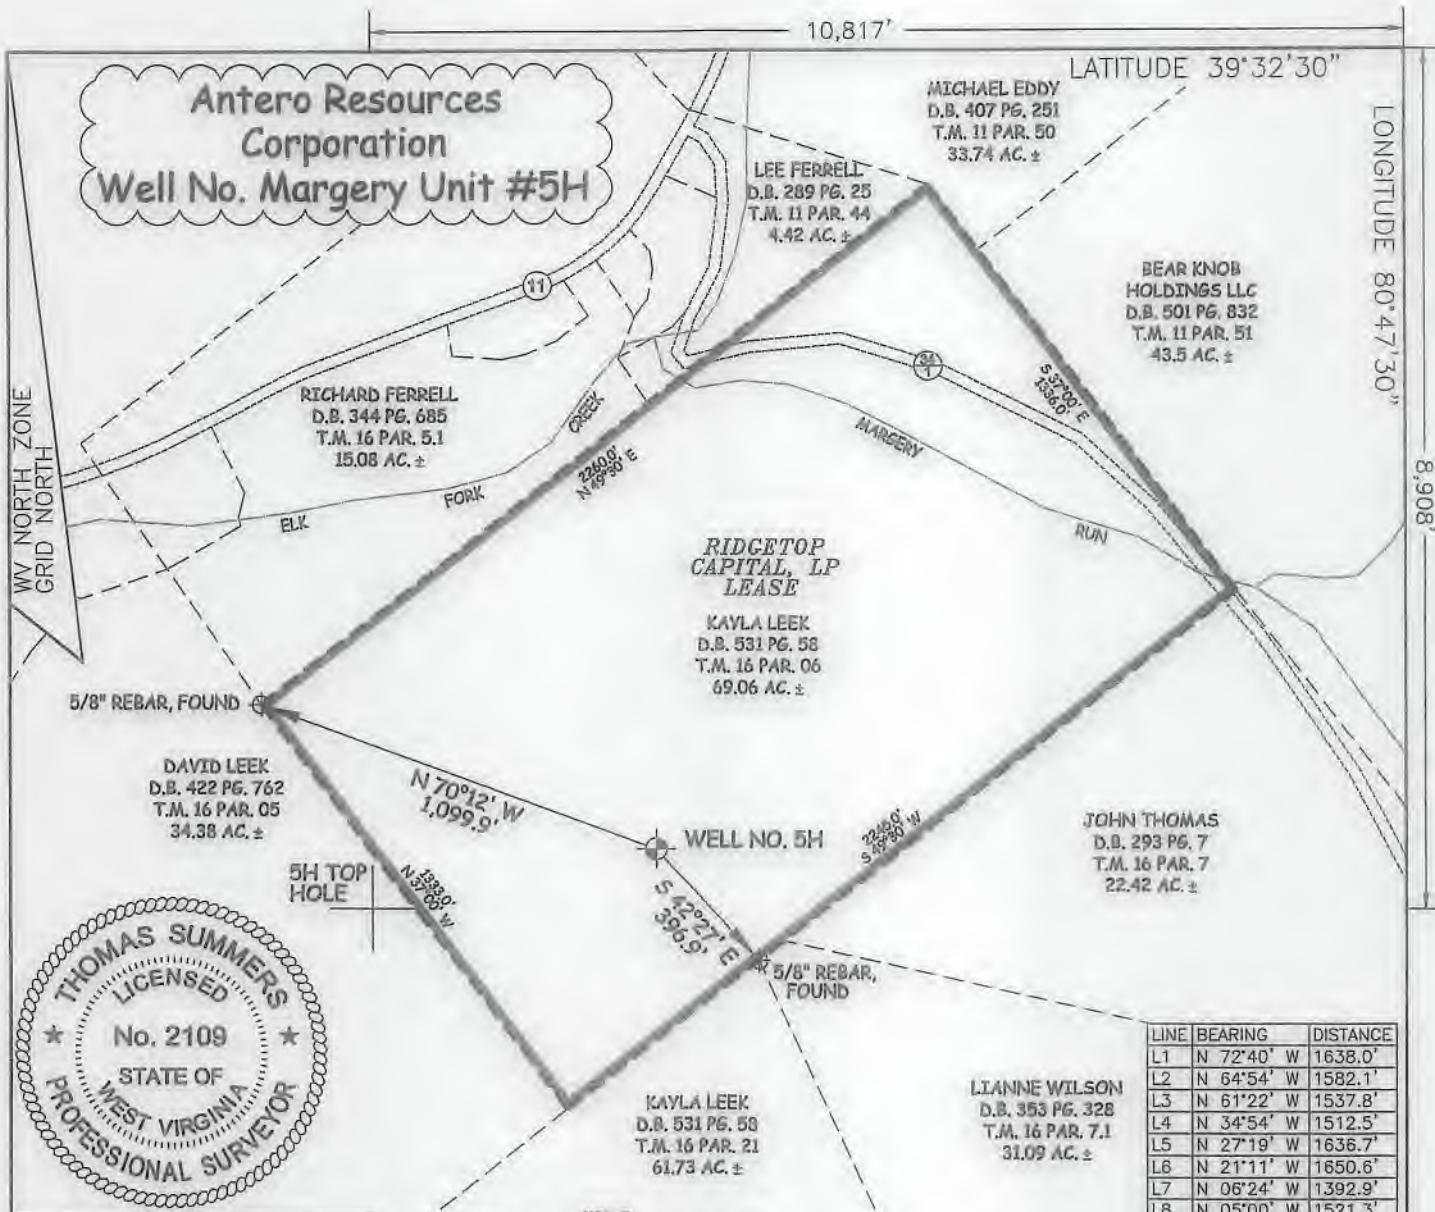 10,817'
LATITUDE 39°32'30"
LONGITUDE 80°47'30"
8,908'
Antero Resources
Corporation
Well No. Margery Unit #5H
MICHAEL EDDY
D.B. 407 PG. 251
T.M. 11 PAR. 50
33.74 AC. ±
LEE FERRELL
D.B. 289 PG. 25
T.M. 11 PAR. 44
4.42 AC. ±
BEAR KNOB
HOLDINGS LLC
D.B. 501 PG. 832
T.M. 11 PAR. 51
43.5 AC. ±
11
34
1
S 37°00' E
1336.0'
RICHARD FERRELL
D.B. 344 PG. 685
T.M. 16 PAR. 5.1
15.08 AC. ±
WV NORTH ZONE
GRID NORTH
ELK
FORK
CREEK
2260.0'
N 49°30' E
MARGERY
RUN
RIDGETOP
CAPITAL, LP
LEASE
KAYLA LEEK
D.B. 531 PG. 58
T.M. 16 PAR. 06
69.06 AC. ±
5/8" REBAR, FOUND
DAVID LEEK
D.B. 422 PG. 762
T.M. 16 PAR. 05
34.38 AC. ±
N 70°12' W
1,099.9'
WELL NO. 5H
2245.0'
S 49°30' W
JOHN THOMAS
D.B. 293 PG. 7
T.M. 16 PAR. 7
22.42 AC. ±
5H TOP
HOLE
1333.0'
N 37°00' W
S 42°27' E
396.9'
5/8" REBAR,
FOUND
THOMAS SUMMERS
LICENSED
No. 2109
STATE OF
WEST VIRGINIA
PROFESSIONAL SURVEYOR
KAYLA LEEK
D.B. 531 PG. 58
T.M. 16 PAR. 21
61.73 AC. ±
LIANNE WILSON
D.B. 353 PG. 328
T.M. 16 PAR. 7.1
31.09 AC. ±
LINE BEARING DISTANCE
L1 N 72°40' W 1638.0'
L2 N 64°54' W 1582.1'
L3 N 61°22' W 1537.8'
L4 N 34°54' W 1512.5'
L5 N 27°19' W 1636.7'
L6 N 21°11' W 1650.6'
L7 N 06°24' W 1392.9'
L8 N 05°00' W 1521.3'